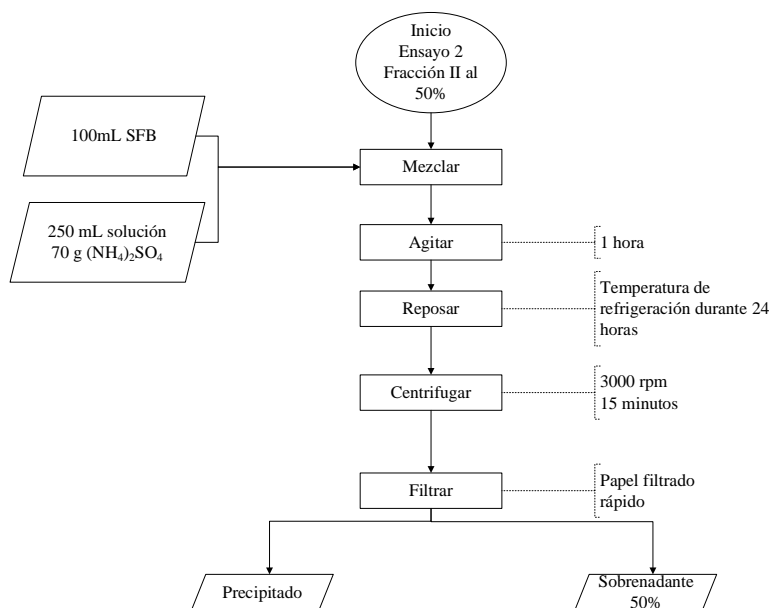 Inicio
Ensayo 2
Fracción II al
50%
100mL SFB
Mezclar
250 mL solución
70 g (NH₄)₂SO₄
Agitar
1 hora
Reposar
Temperatura de
refrigeración durante 24
horas
Centrifugar
3000 rpm
15 minutos
Filtrar
Papel filtrado
rápido
Precipitado
Sobrenadante
50%